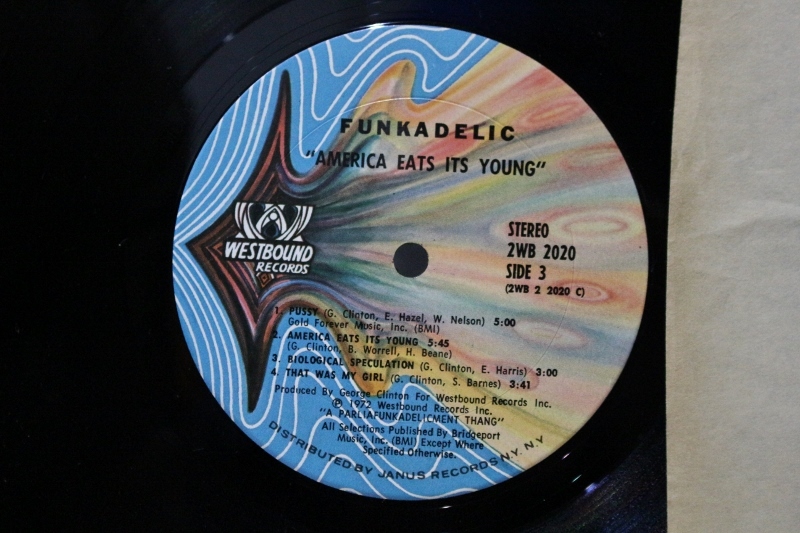 FUNKADELIC
"AMERICA EATS ITS YOUNG"
WESTBOUND
RECORDS
STEREO
2WB 2020
SIDE 3
(2WB 2 2020 C)
1. PUSSY (G. Clinton, E. Hazel, W. Nelson) 5:00
Gold Forever Music, Inc. (BMI)
2. AMERICA EATS ITS YOUNG 5:45
(G. Clinton, B. Worrell, H. Beane)
3. BIOLOGICAL SPECULATION (G. Clinton, E. Harris) 3:00
4. THAT WAS MY GIRL (G. Clinton, S. Barnes) 3:41
Produced By George Clinton For Westbound Records Inc.
℗ 1972 Westbound Records Inc.
"A PARLIAFUNKADELICMENT THANG"
All Selections Published By Bridgeport
Music, Inc. (BMI) Except Where
Specified Otherwise.
DISTRIBUTED BY JANUS RECORDS N.Y. N.Y